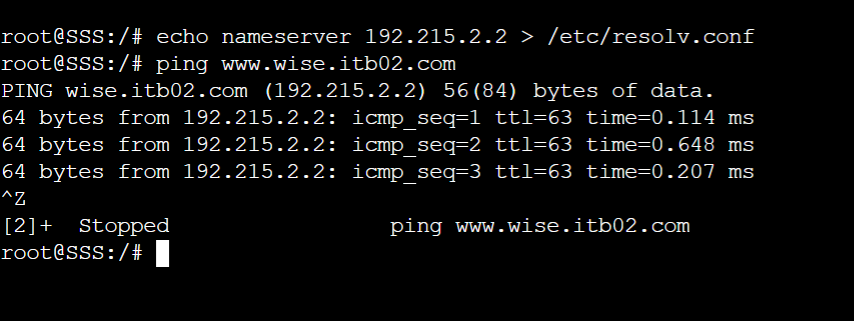 root@SSS:/# echo nameserver 192.215.2.2 > /etc/resolv.conf
root@SSS:/# ping www.wise.itb02.com
PING wise.itb02.com (192.215.2.2) 56(84) bytes of data.
64 bytes from 192.215.2.2: icmp_seq=1 ttl=63 time=0.114 ms
64 bytes from 192.215.2.2: icmp_seq=2 ttl=63 time=0.648 ms
64 bytes from 192.215.2.2: icmp_seq=3 ttl=63 time=0.207 ms
^Z
[2]+  Stopped                 ping www.wise.itb02.com
root@SSS:/#